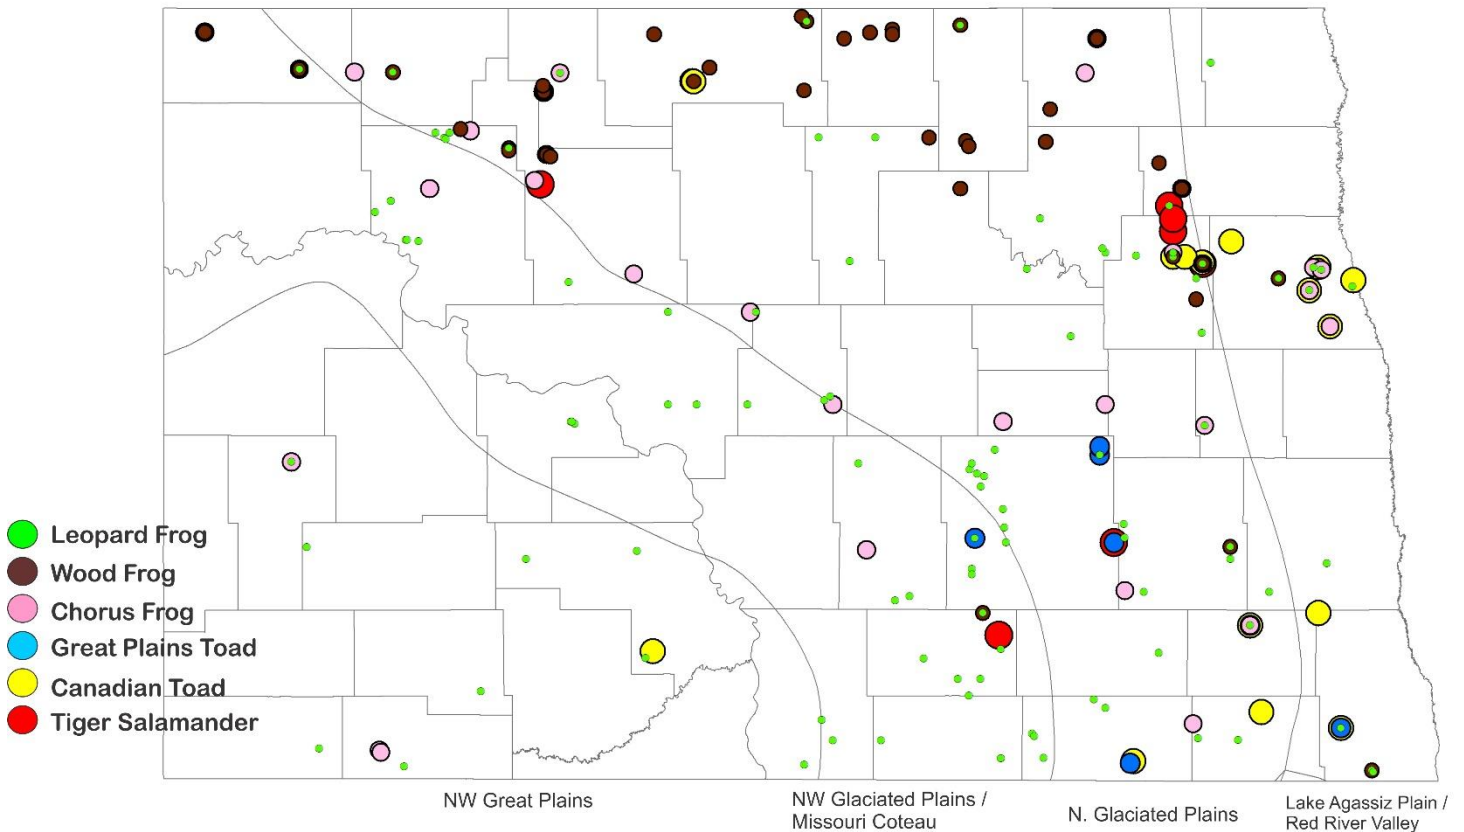 Leopard Frog
Wood Frog
Chorus Frog
Great Plains Toad
Canadian Toad
Tiger Salamander
NW Great Plains
NW Glaciated Plains /
Missouri Coteau
N. Glaciated Plains
Lake Agassiz Plain /
Red River Valley